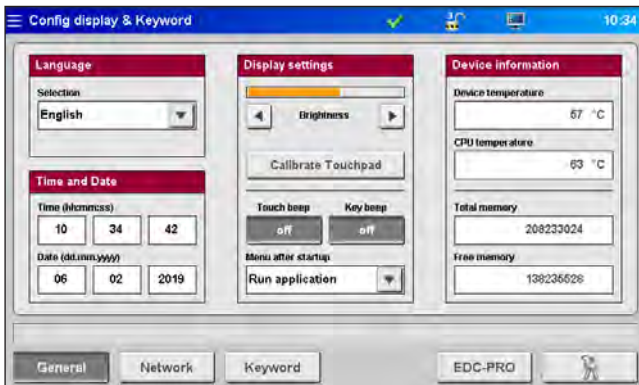 Config display & Keyword
10:34
Language
Selection
English
Time and Date
Time (hh:mm:ss)
10 34 42
Date (dd.mm.yyyy)
06 02 2019
Display settings
Brightness
Calibrate Touchpad
Touch beep Key beep
off off
Menu after startup
Run application
Device information
Device temperature
57 °C
CPU temperature
63 °C
Total memory
208233024
Free memory
138235528
General Network Keyword EDC-PRO